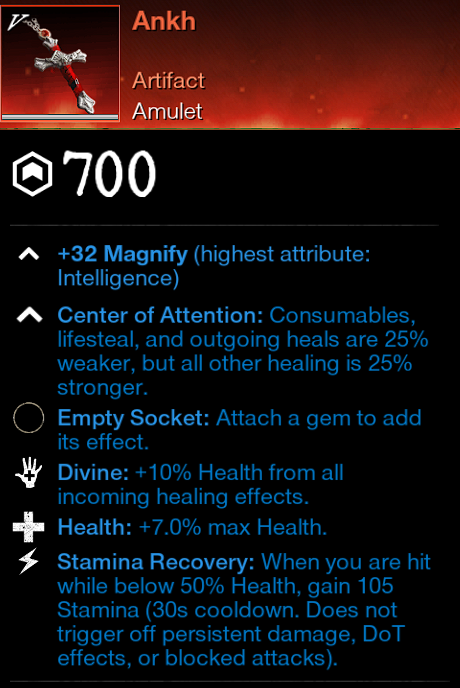 V
Ankh
Artifact
Amulet
700
+32 Magnify (highest attribute:
Intelligence)
Center of Attention: Consumables,
lifesteal, and outgoing heals are 25%
weaker, but all other healing is 25%
stronger.
Empty Socket: Attach a gem to add
its effect.
Divine: +10% Health from all
incoming healing effects.
Health: +7.0% max Health.
Stamina Recovery: When you are hit
while below 50% Health, gain 105
Stamina (30s cooldown. Does not
trigger off persistent damage, DoT
effects, or blocked attacks).